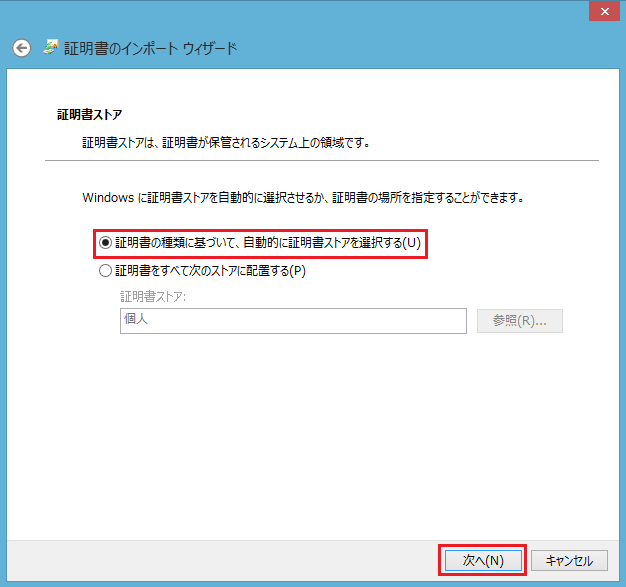 証明書のインポート ウィザード
証明書ストア
証明書ストアは、証明書が保管されるシステム上の領域です。
Windows に証明書ストアを自動的に選択させるか、証明書の場所を指定することができます。
証明書の種類に基づいて、自動的に証明書ストアを選択する(U)
証明書をすべて次のストアに配置する(P)
証明書ストア:
個人
参照(R)...
次へ(N)
キャンセル